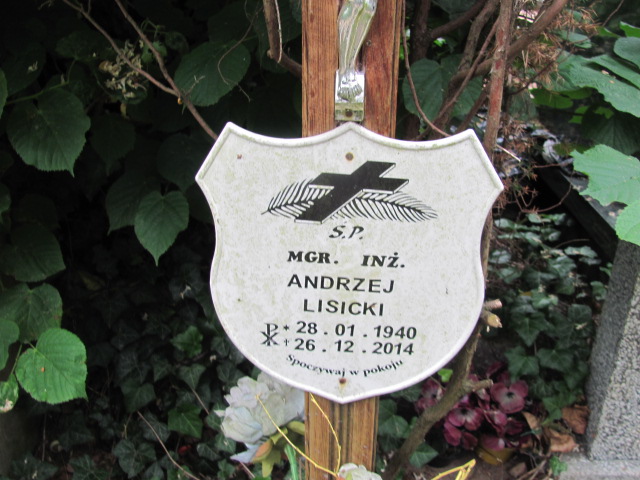 Ś.P.
MGR. INŻ.
ANDRZEJ
LISICKI
* 28.01.1940
† 26.12.2014
Spoczywaj w pokoju